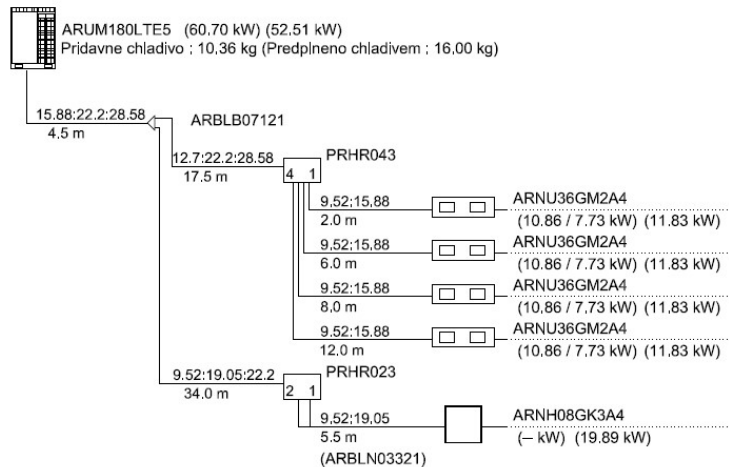 ARUM180LTE5 (60.70 kW) (52.51 kW)
Pridavne chladivo ; 10,36 kg (Predplneno chladivem ; 16,00 kg)
15.88:22.2:28.58
4.5 m
ARBLB07121
12.7:22.2:28.58
17.5 m
PRHR043
4 1
9.52:15.88
2.0 m
ARNU36GM2A4
(10.86 / 7.73 kW) (11.83 kW)
9.52:15.88
6.0 m
ARNU36GM2A4
(10.86 / 7.73 kW) (11.83 kW)
9.52:15.88
8.0 m
ARNU36GM2A4
(10.86 / 7.73 kW) (11.83 kW)
9.52:15.88
12.0 m
ARNU36GM2A4
(10.86 / 7.73 kW) (11.83 kW)
9.52:19.05:22.2
34.0 m
PRHR023
2 1
9.52:19.05
5.5 m
(ARBLN03321)
ARNH08GK3A4
(-- kW) (19.89 kW)